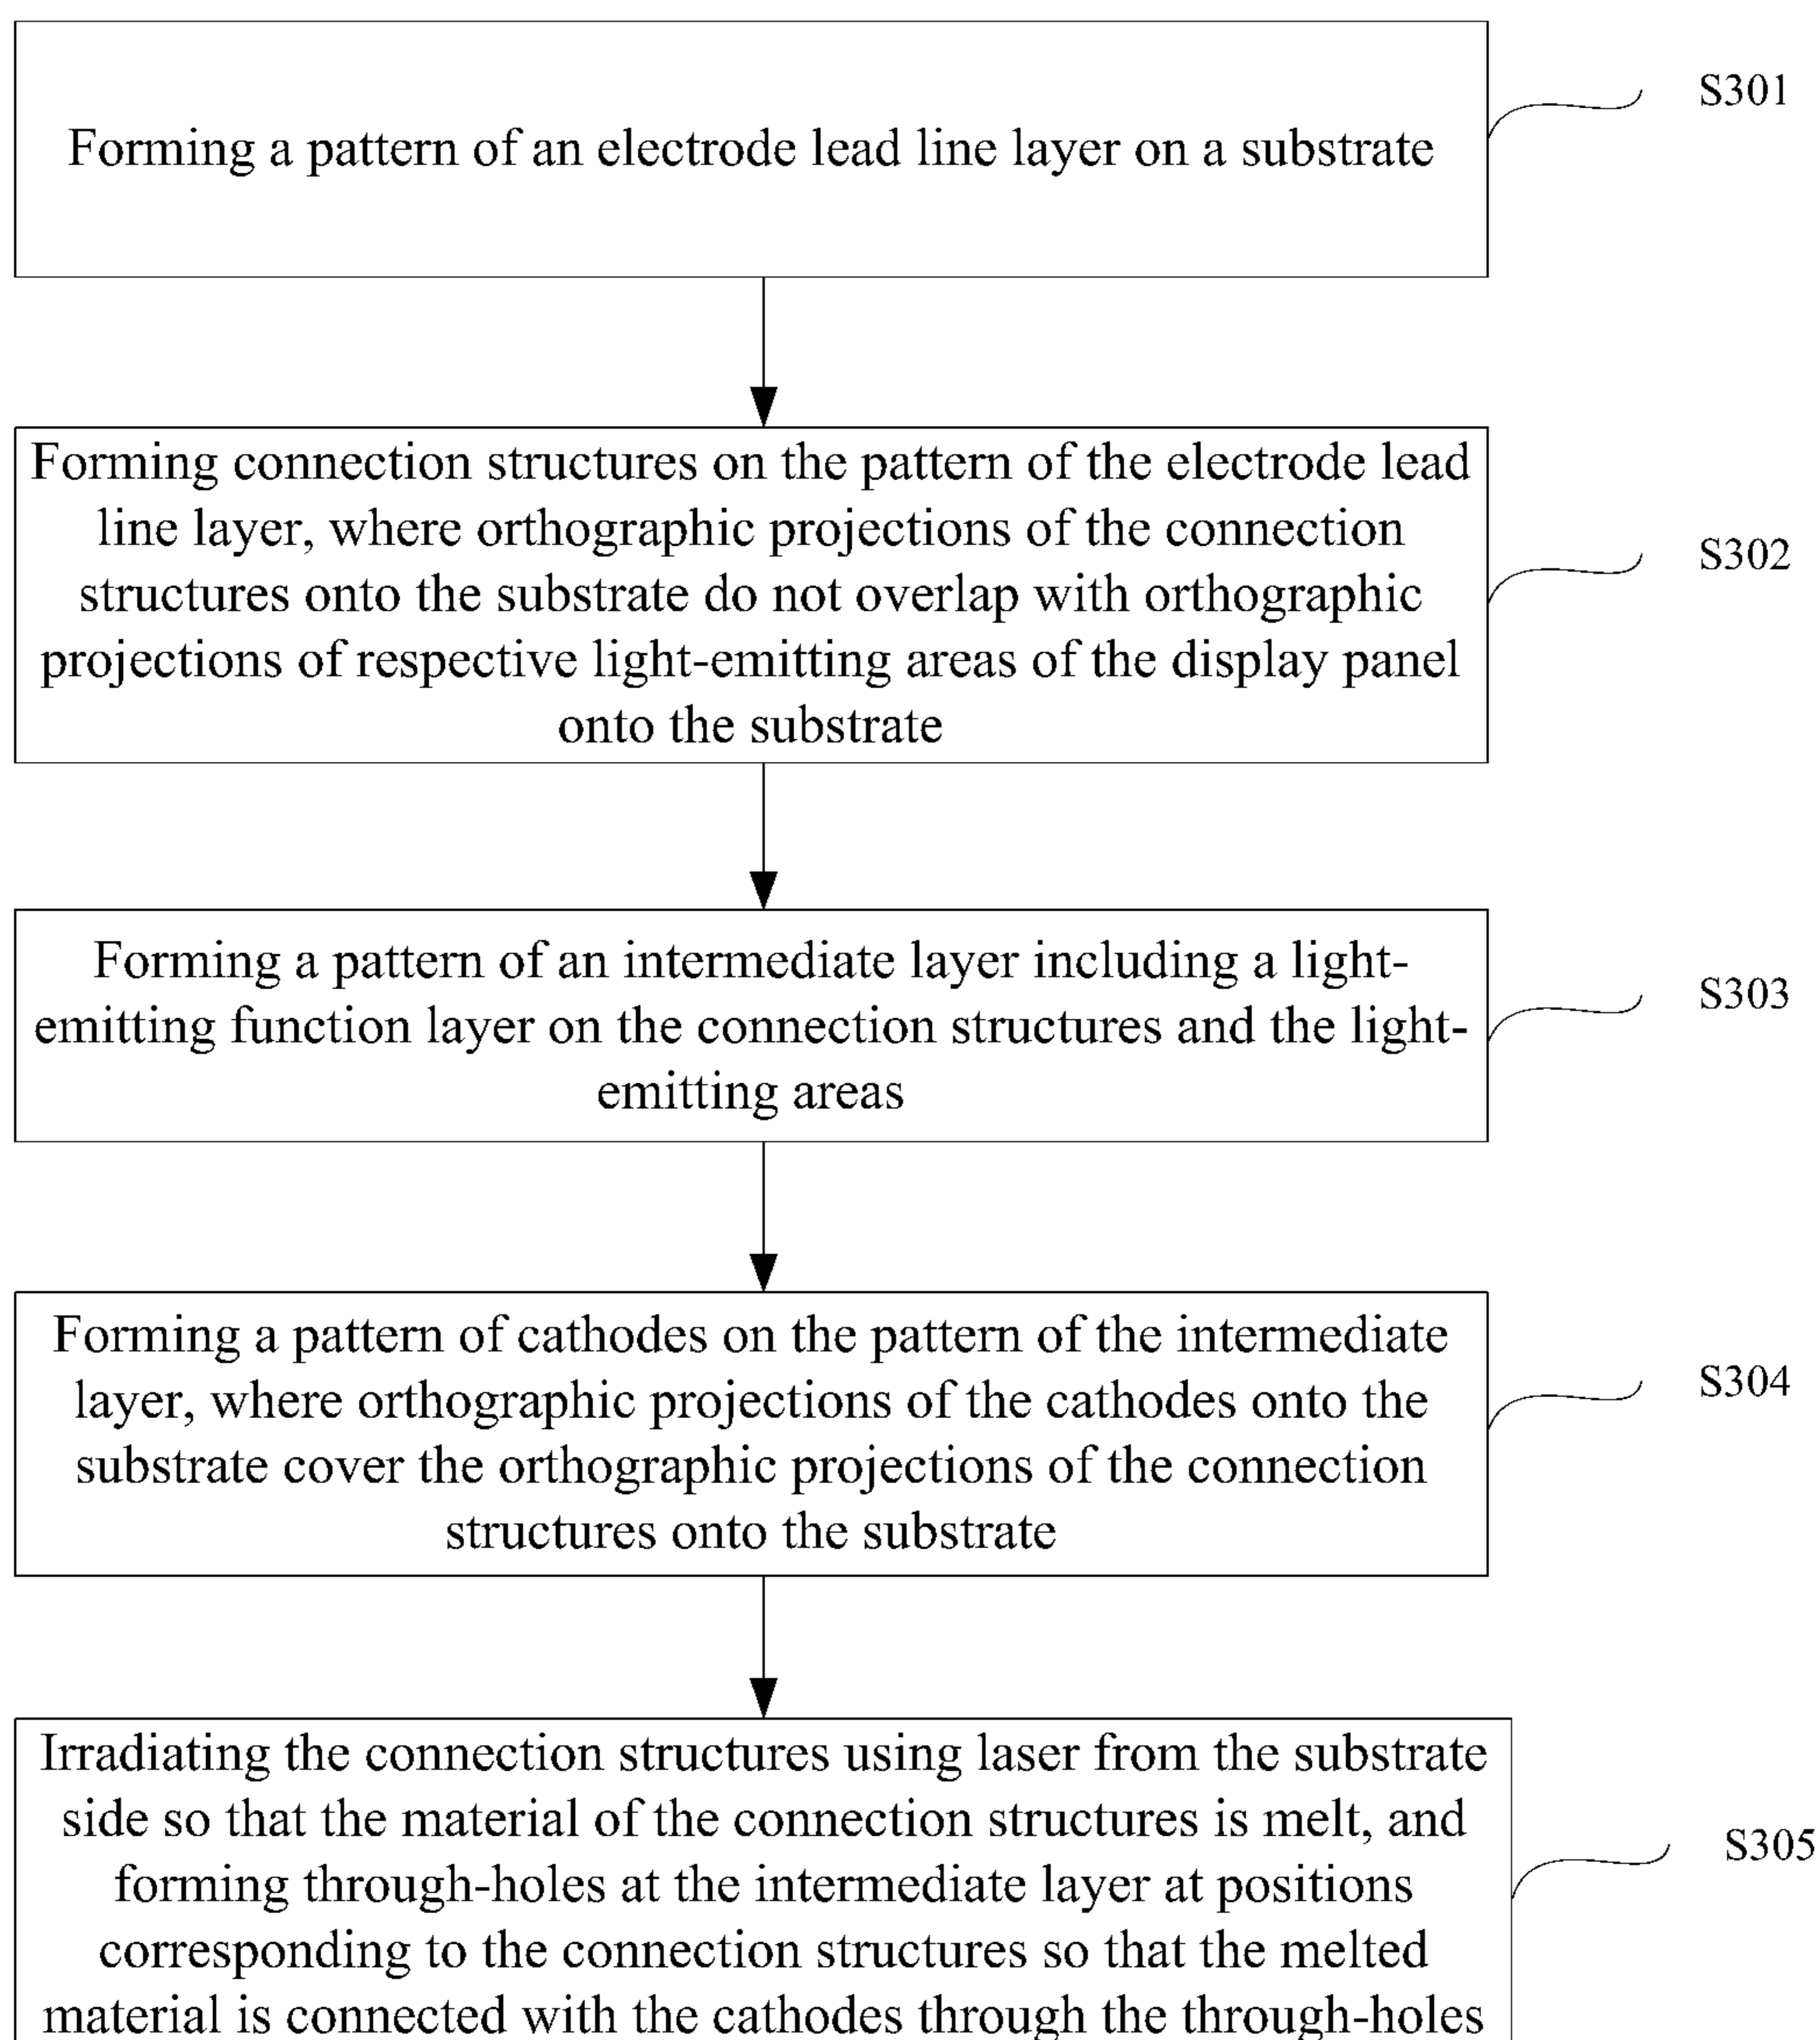 Forming a pattern of an electrode lead line layer on a substrate
S301
Forming connection structures on the pattern of the electrode lead
line layer, where orthographic projections of the connection
structures onto the substrate do not overlap with orthographic
projections of respective light-emitting areas of the display panel
onto the substrate
S302
Forming a pattern of an intermediate layer including a light-
emitting function layer on the connection structures and the light-
emitting areas
S303
Forming a pattern of cathodes on the pattern of the intermediate
layer, where orthographic projections of the cathodes onto the
substrate cover the orthographic projections of the connection
structures onto the substrate
S304
Irradiating the connection structures using laser from the substrate
side so that the material of the connection structures is melt, and
forming through-holes at the intermediate layer at positions
corresponding to the connection structures so that the melted
material is connected with the cathodes through the through-holes
S305